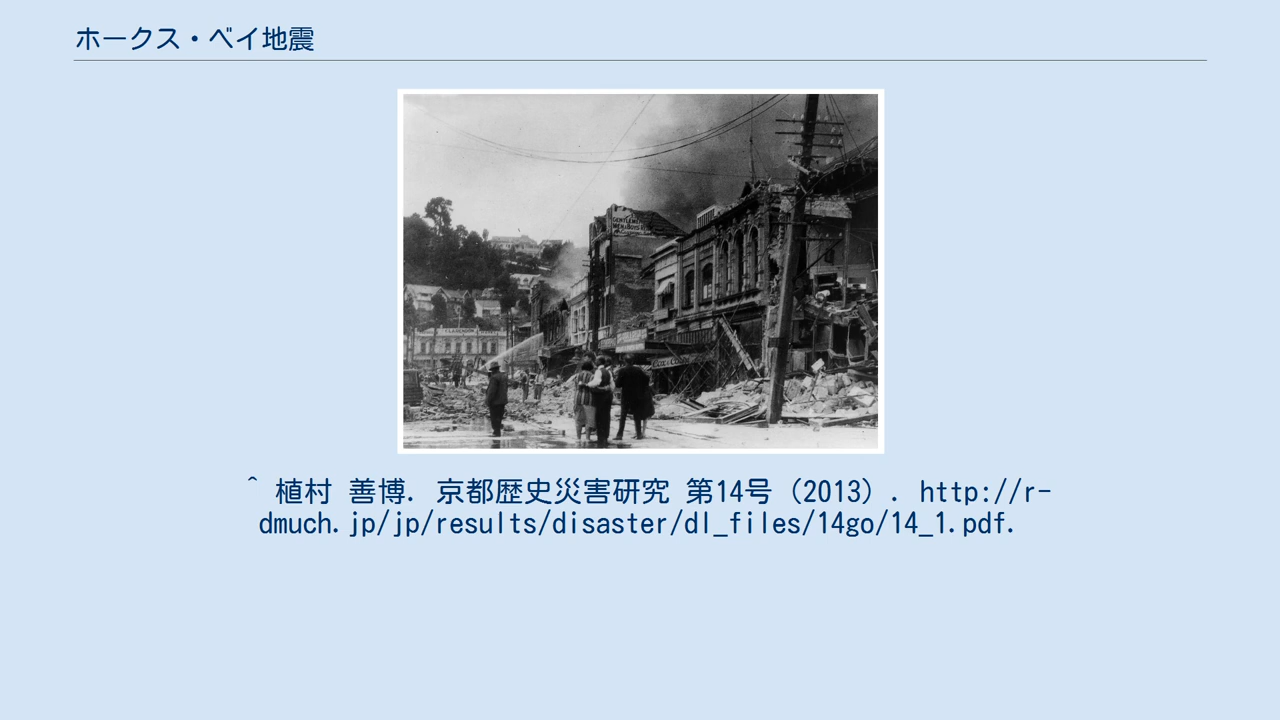 ホークス・ベイ地震
GENTLEMEN
^ 植村 善博. 京都歴史災害研究 第14号（2013）. http://r-
dmuch.jp/jp/results/disaster/dl_files/14go/14_1.pdf.